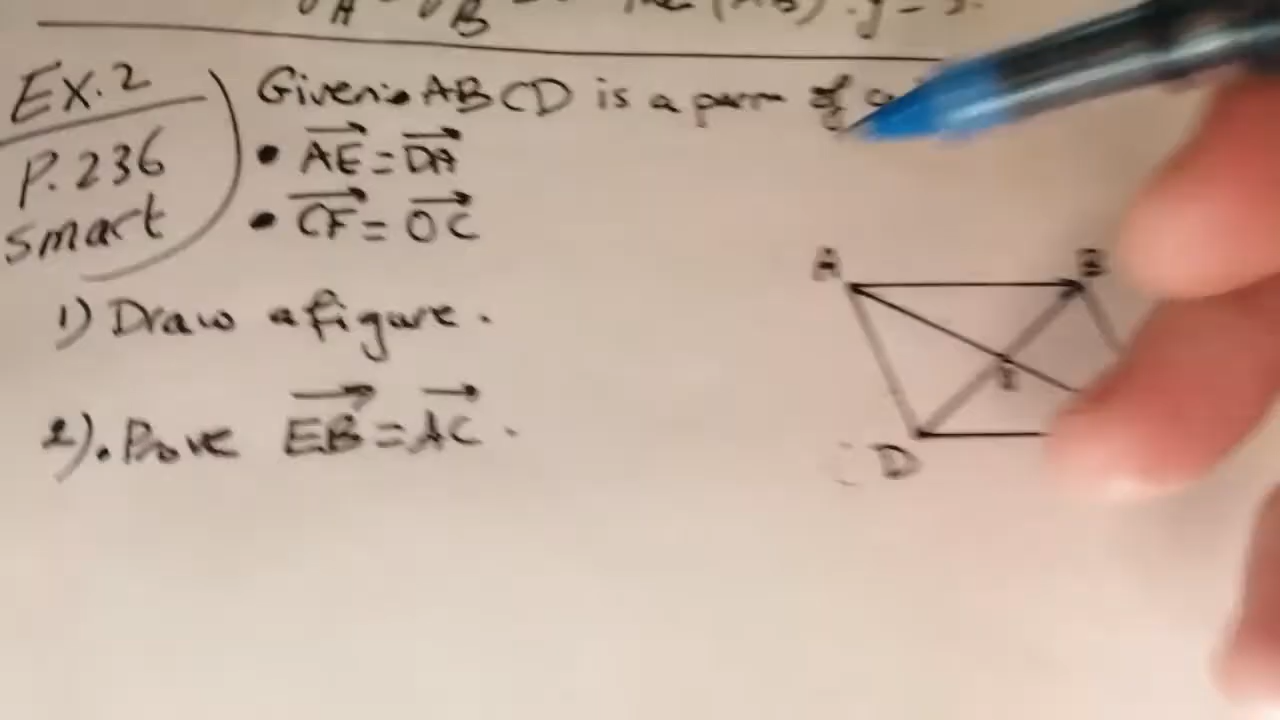 EX.2
P.236
smart
Given: ABCD is a parm of
• AE = DA
• CF = OC
1) Draw a figure.
2). Prove EB = AC.
A B
D